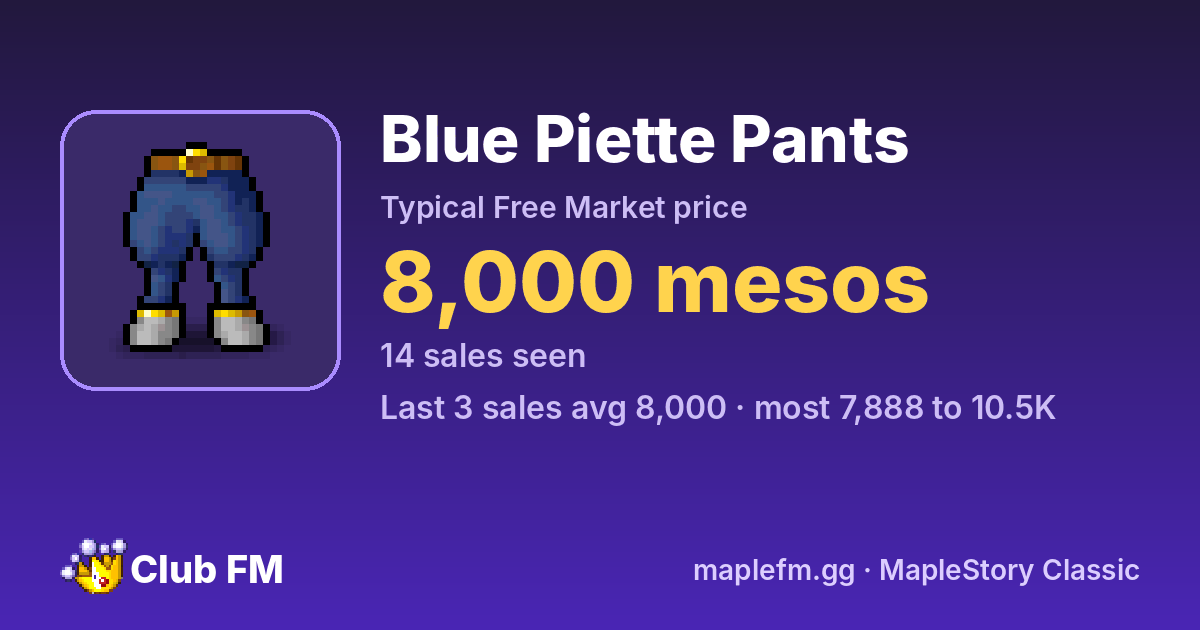 Blue Piette Pants
Typical Free Market price
8,000 mesos
14 sales seen
Last 3 sales avg 8,000 · most 7,888 to 10.5K
Club FM
maplefm.gg · MapleStory Classic